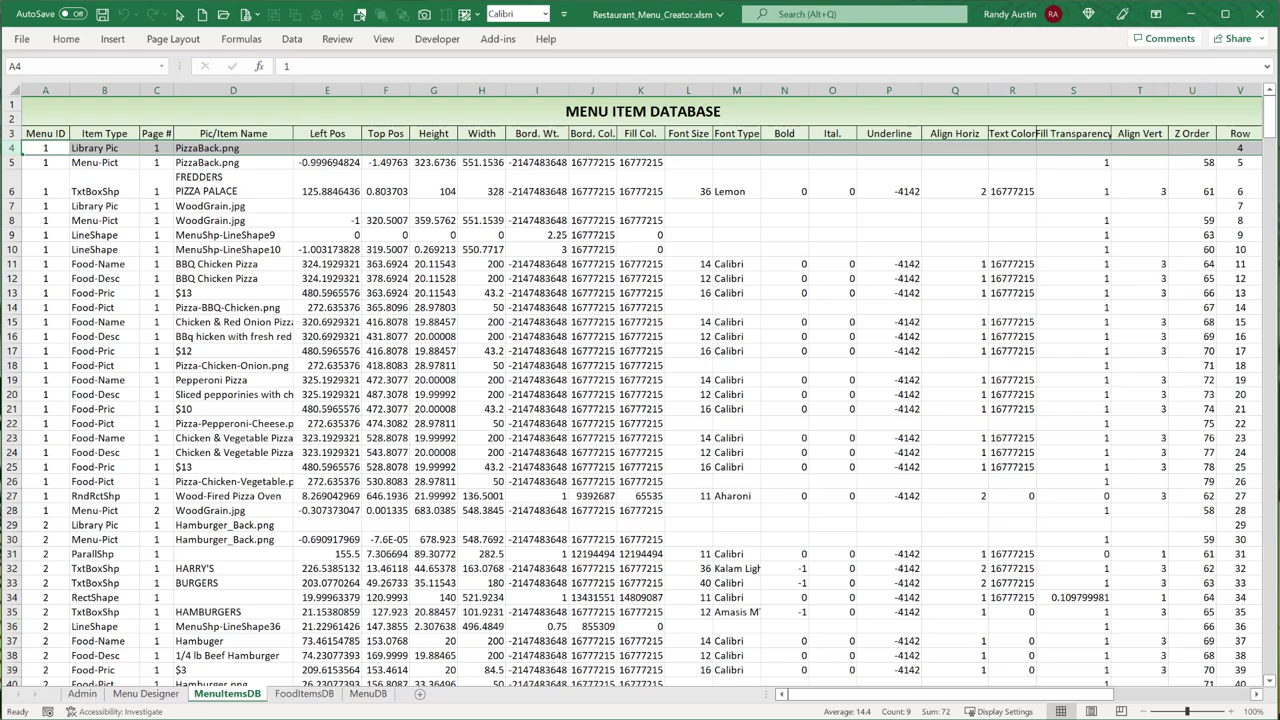 AutoSave Off Calibri Restaurant_Menu_Creator.xlsm Search (Alt+Q) Randy Austin RA
File Home Insert Page Layout Formulas Data Review View Developer Add-ins Help Comments Share
A4 fx 1
A B C D E F G H I J K L M N O P Q R S T U V
1 MENU ITEM DATABASE
2
3 Menu ID Item Type Page # Pic/Item Name Left Pos Top Pos Height Width Bord. Wt. Bord. Col. Fill Col. Font Size Font Type Bold Ital. Underline Align Horiz Text Color Fill Transparency Align Vert Z Order Row
4 1 Library Pic 1 PizzaBack.png 4
5 1 Menu-Pict 1 PizzaBack.png -0.999694824 -1.49763 323.6736 551.1536 -2147483648 16777215 16777215 1 58 5
FREDDERS
6 1 TxtBoxShp 1 PIZZA PALACE 125.8846436 0.803703 104 328 -2147483648 16777215 16777215 36 Lemon 0 0 -4142 2 16777215 1 3 61 6
7 1 Library Pic 1 WoodGrain.jpg 7
8 1 Menu-Pict 1 WoodGrain.jpg -1 320.5007 359.5762 551.1539 -2147483648 16777215 16777215 1 59 8
9 1 LineShape 1 MenuShp-LineShape9 0 0 0 0 2.25 16777215 0 1 63 9
10 1 LineShape 1 MenuShp-LineShape10 -1.003173828 319.5007 0.269213 550.7717 3 16777215 0 1 60 10
11 1 Food-Name 1 BBQ Chicken Pizza 324.1929321 363.6924 20.11543 200 -2147483648 16777215 16777215 14 Calibri 0 0 -4142 1 16777215 1 3 64 11
12 1 Food-Desc 1 BBQ Chicken Pizza 324.1929321 378.6924 20.11528 200 -2147483648 16777215 16777215 12 Calibri 0 0 -4142 1 16777215 1 3 65 12
13 1 Food-Pric 1 $13 480.5965576 363.6924 20.11543 43.2 -2147483648 16777215 16777215 16 Calibri 0 0 -4142 1 16777215 1 3 66 13
14 1 Food-Pict 1 Pizza-BBQ-Chicken.png 272.635376 365.8096 28.97803 50 -2147483648 16777215 16777215 1 67 14
15 1 Food-Name 1 Chicken & Red Onion Pizza 320.6929321 416.8078 19.88457 200 -2147483648 16777215 16777215 14 Calibri 0 0 -4142 1 16777215 1 3 68 15
16 1 Food-Desc 1 BBq hicken with fresh red 320.6929321 431.8077 19.88466 200 -2147483648 16777215 16777215 12 Calibri 0 0 -4142 1 16777215 1 3 69 16
17 1 Food-Pric 1 $12 480.5965576 416.8078 19.88457 43.2 -2147483648 16777215 16777215 16 Calibri 0 0 -4142 1 16777215 1 3 70 17
18 1 Food-Pict 1 Pizza-Chicken-Onion.png 272.635376 418.8083 28.97811 50 -2147483648 16777215 16777215 1 71 18
19 1 Food-Name 1 Pepperoni Pizza 325.1929321 472.3077 20.00008 200 -2147483648 16777215 16777215 14 Calibri 0 0 -4142 1 16777215 1 3 72 19
20 1 Food-Desc 1 Sliced pepporinies with ch 325.1929321 487.3078 20.00008 200 -2147483648 16777215 16777215 12 Calibri 0 0 -4142 1 16777215 1 3 73 20
21 1 Food-Pric 1 $10 480.5965576 472.3077 20.00008 43.2 -2147483648 16777215 16777215 16 Calibri 0 0 -4142 1 16777215 1 3 74 21
22 1 Food-Pict 1 Pizza-Pepperoni-Cheese.p 272.635376 474.3082 28.97811 50 -2147483648 16777215 16777215 1 75 22
23 1 Food-Name 1 Chicken & Vegetable Pizza 323.1929321 528.8078 19.99992 200 -2147483648 16777215 16777215 14 Calibri 0 0 -4142 1 16777215 1 3 76 23
24 1 Food-Desc 1 Chicken & Vegetable Pizza 323.1929321 543.8077 20.00008 200 -2147483648 16777215 16777215 12 Calibri 0 0 -4142 1 16777215 1 3 77 24
25 1 Food-Pric 1 $13 480.5965576 528.8078 19.99992 43.2 -2147483648 16777215 16777215 16 Calibri 0 0 -4142 1 16777215 1 3 78 25
26 1 Food-Pict 1 Pizza-Chicken-Vegetable.p 272.635376 530.8083 28.97811 50 -2147483648 16777215 16777215 1 79 26
27 1 RndRctShp 1 Wood-Fired Pizza Oven 8.269042969 646.1936 21.99992 136.5001 1 9392687 65535 11 Aharoni 0 0 -4142 2 0 0 3 62 27
28 1 Menu-Pict 2 WoodGrain.jpg -0.307373047 0.001335 683.0385 548.3845 -2147483648 16777215 16777215 1 58 28
29 2 Library Pic 1 Hamburger_Back.png 29
30 2 Menu-Pict 1 Hamburger_Back.png -0.690917969 -7.6E-05 678.923 548.7692 -2147483648 16777215 16777215 1 59 30
31 2 ParallShp 1 155.5 7.306694 89.30772 282.5 1 12194494 12194494 11 Calibri 0 0 -4142 1 16777215 0 1 61 31
32 2 TxtBoxShp 1 HARRY'S 226.5385132 13.46118 44.65378 163.0768 -2147483648 16777215 16777215 36 Kalam Ligh -1 0 -4142 2 16777215 1 3 62 32
33 2 TxtBoxShp 1 BURGERS 203.0770264 49.26733 35.11543 180 -2147483648 16777215 16777215 40 Calibri -1 0 -4142 2 16777215 1 3 63 33
34 2 RectShape 1 19.99963379 120.9993 140 521.9234 1 13431551 14809087 11 Calibri 0 0 -4142 1 16777215 0.109799981 1 64 34
35 2 TxtBoxShp 1 HAMBURGERS 21.15380859 127.923 20.88457 101.9231 -2147483648 16777215 16777215 12 Amasis MT -1 0 -4142 1 0 1 3 65 35
36 2 LineShape 1 MenuShp-LineShape36 21.22961426 147.3855 2.307638 496.4849 0.75 855309 0 1 66 36
37 2 Food-Name 1 Hambuger 73.46154785 153.0768 20 200 -2147483648 16777215 16777215 14 Calibri 0 0 -4142 1 0 1 3 69 37
38 2 Food-Desc 1 1/4 lb Beef Hamburger 74.23077393 168.0769 19.88465 200 -2147483648 16777215 16777215 12 Calibri 0 0 -4142 1 0 1 3 68 38
39 2 Food-Pric 1 $3 209.6153564 153.4614 20 84.5 -2147483648 16777215 16777215 16 Calibri 0 0 -4142 1 0 1 3 70 39
Admin Menu Designer MenuItemsDB FoodItemsDB MenuDB
Ready Accessibility: Investigate Average: 14.4 Count: 9 Sum: 72 Display Settings 100%